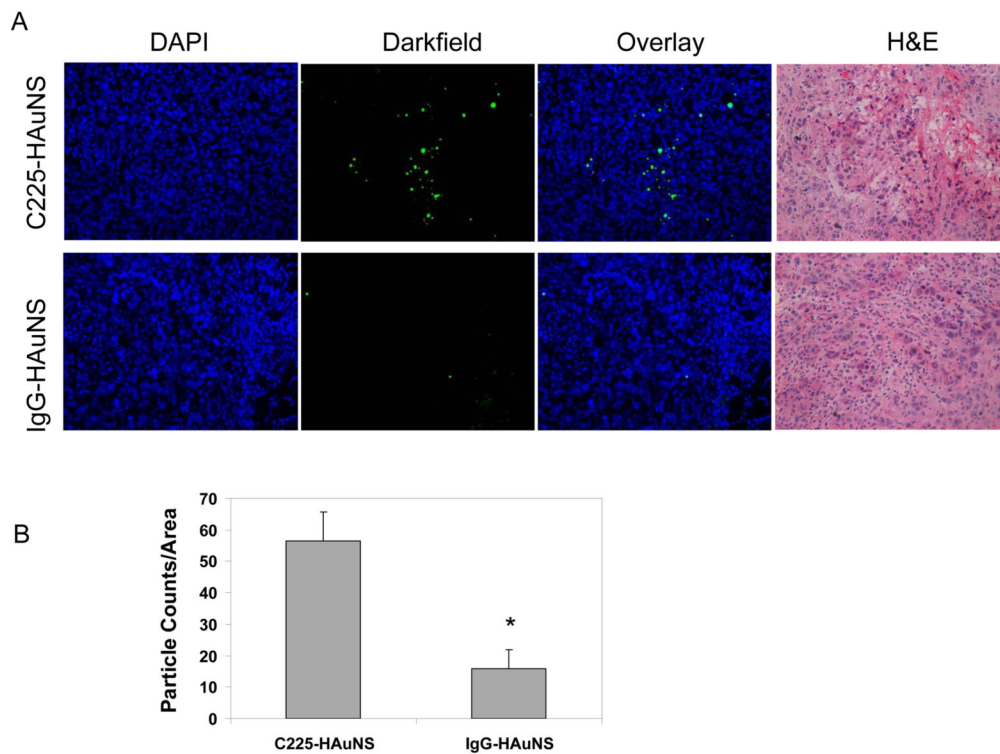 A
DAPI Darkfield Overlay H&E
C225-HAuNS
IgG-HAuNS
B
Particle Counts/Area
70
60
50
40
30
20
10
0
*
C225-HAuNS IgG-HAuNS